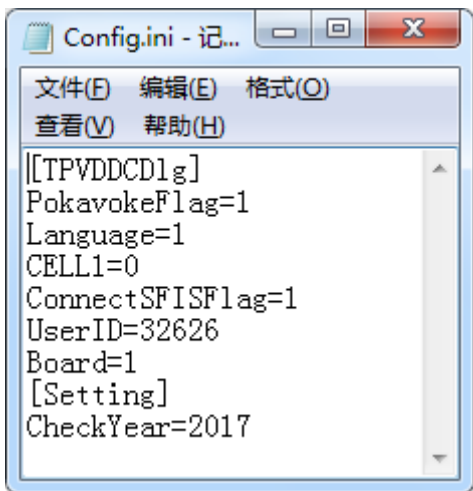 Config.ini - 记...
文件(F) 编辑(E) 格式(O)
查看(V) 帮助(H)
[TPVDDCDlg]
PokavokeFlag=1
Language=1
CELL1=0
ConnectSFISFlag=1
UserID=32626
Board=1
[Setting]
CheckYear=2017